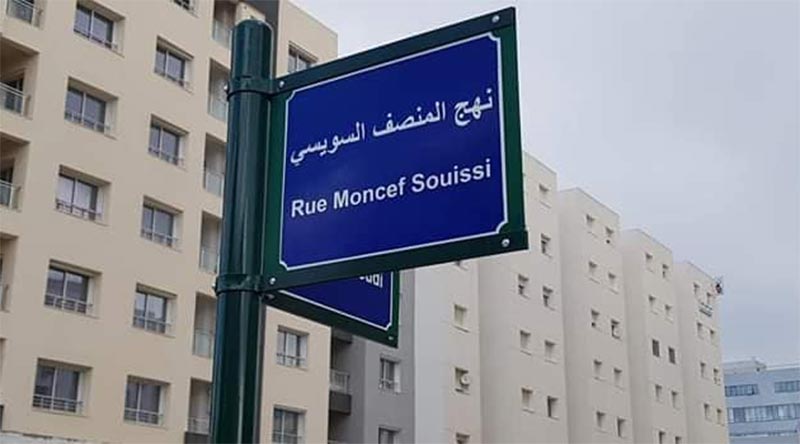 نهج المنصف السويسي
Rue Moncef Souissi